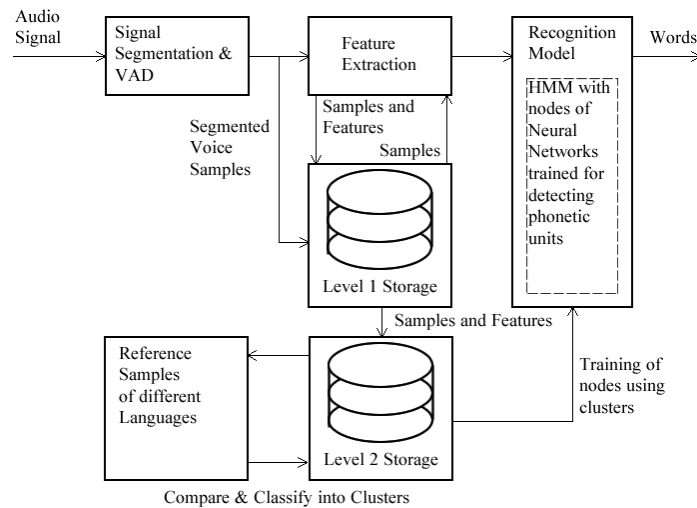 Audio
Signal
Signal
Segmentation &
VAD
Feature
Extraction
Recognition
Model
Words
HMM with
nodes of
Neural
Networks
trained for
detecting
phonetic
units
Segmented
Voice
Samples
Samples and
Features
Samples
Level 1 Storage
Samples and Features
Reference
Samples
of different
Languages
Level 2 Storage
Training of
nodes using
clusters
Compare & Classify into Clusters